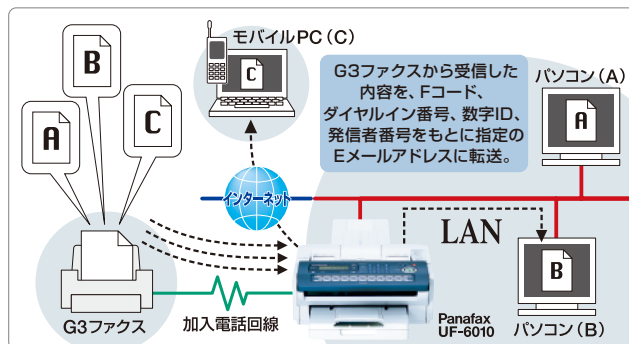 B
A
C
モバイルPC(C)
C
G3ファクスから受信した
内容を、Fコード、
ダイヤルイン番号、数字ID、
発信者番号をもとに指定の
Eメールアドレスに転送。
パソコン(A)
A
インターネット
LAN
B
G3ファクス
加入電話回線
Panafax
UF-6010
パソコン(B)